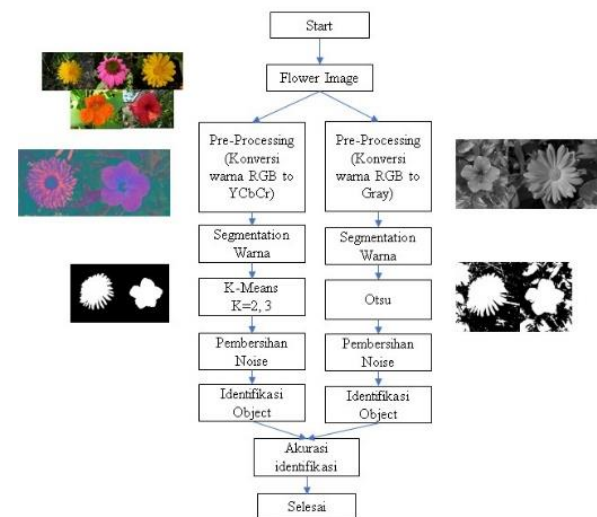 Start
Flower Image
Pre-Processing
(Konversi
warna RGB to
YCbCr)
Segmentation
Warna
K-Means
K=2, 3
Pembersihan
Noise
Identifikasi
Object
Pre-Processing
(Konversi
warna RGB to
Gray)
Segmentation
Warna
Otsu
Pembersihan
Noise
Identifikasi
Object
Akurasi
identifikasi
Selesai